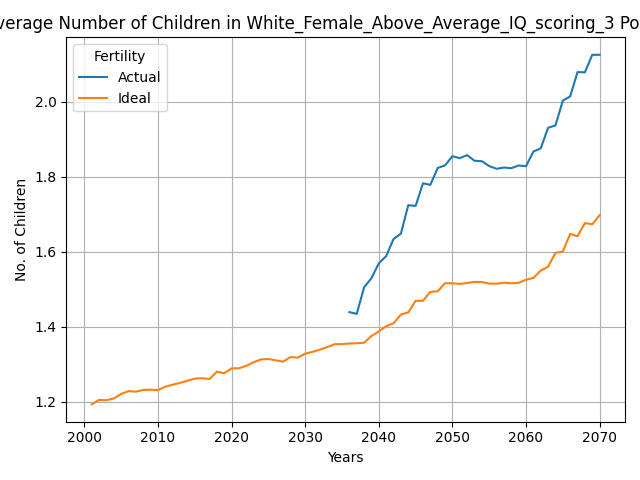 verage Number of Children in White_Female_Above_Average_IQ_scoring_3 Po
Fertility
Actual
Ideal
No. of Children
2.0
1.8
1.6
1.4
1.2
2000 2010 2020 2030 2040 2050 2060 2070
Years